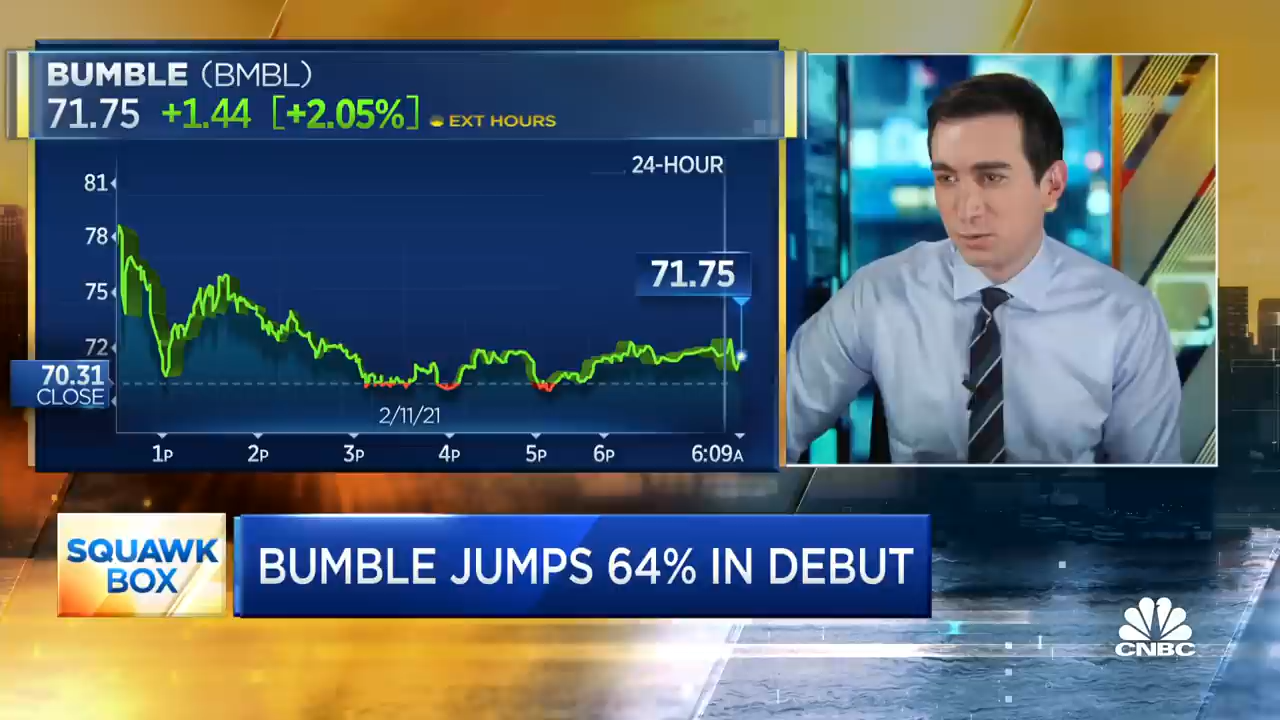 BUMBLE (BMBL)
71.75 +1.44 [+2.05%] EXT HOURS
24-HOUR
81
78
75
72
71.75
70.31
CLOSE
2/11/21
1P 2P 3P 4P 5P 6P 6:09A
SQUAWK
BOX
BUMBLE JUMPS 64% IN DEBUT
CNBC